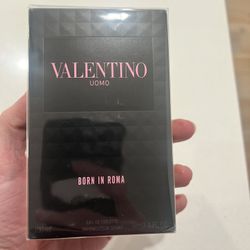 VALENTINO
UOMO
BORN IN ROMA
EAU DE TOILETTE